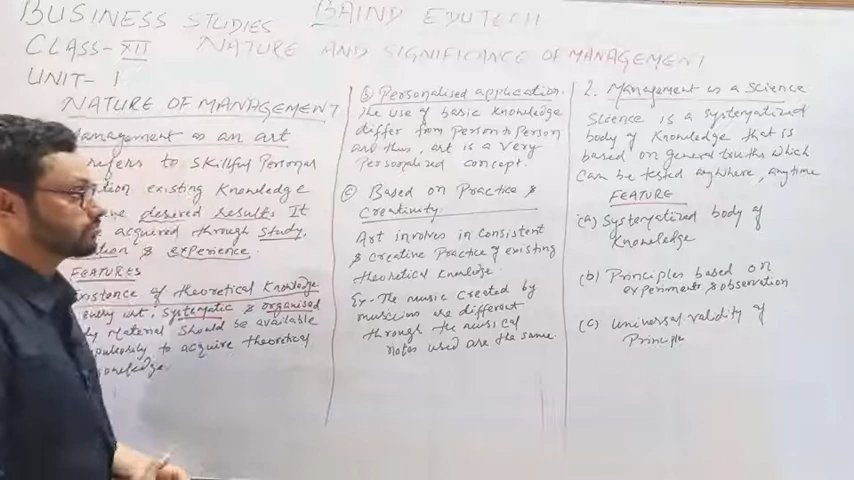 BUSINESS STUDIES BAIND EDUTECH
CLASS-XII NATURE AND SIGNIFICANCE OF MANAGEMENT
UNIT- 1
NATURE OF MANAGEMENT
Management as an art
refers to skillful Personal
existing Knowledge
desired results. It
acquired through study,
& experience.
FEATURES
of theoretical Knowledge
entry art, systematic & organised
material should be available
to acquire theoretical
(b) Personalised application.
The use of basic Knowledge
differ from Person to Person
and thus, art is a very
Personalised concept.
(c) Based on Practice &
Creativity
Art involves in Consistent
& Creative Practice of existing
theoretical Knowledge.
Ex- The music created by
are different
through the musical
notes used are the same.
2. Management as a Science
Science is a systematized
body of Knowledge that is
based on general truths which
Can be tested anywhere, anytime
FEATURE
(a) Systematized body of
Knowledge
(b) Principles based on
experiments & observation
(c) universal validity of
Principle